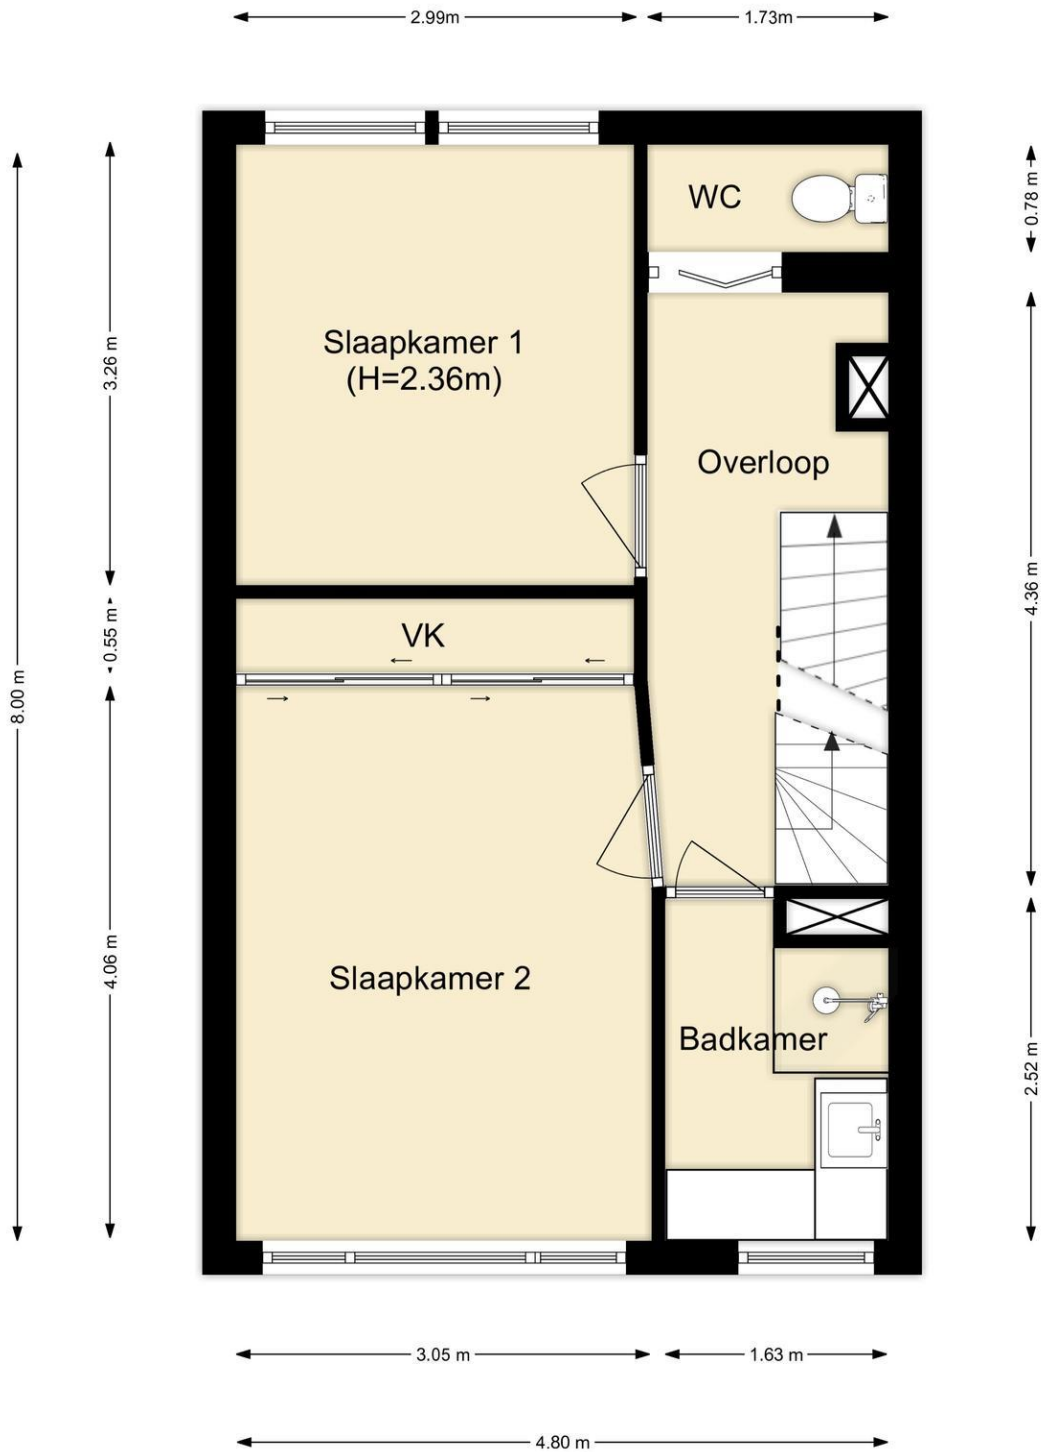 2.99m
1.73m
WC
0.78 m
Slaapkamer 1
(H=2.36m)
3.26 m
Overloop
4.36 m
0.55 m
VK
8.00 m
4.06 m
Slaapkamer 2
Badkamer
2.52 m
3.05 m
1.63 m
4.80 m